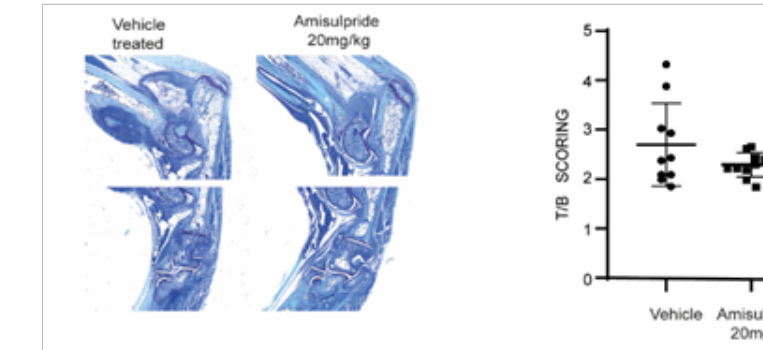 Vehicle
treated
Amisulpride
20mg/kg
T/B SCORING
5
4
3
2
1
0
Vehicle